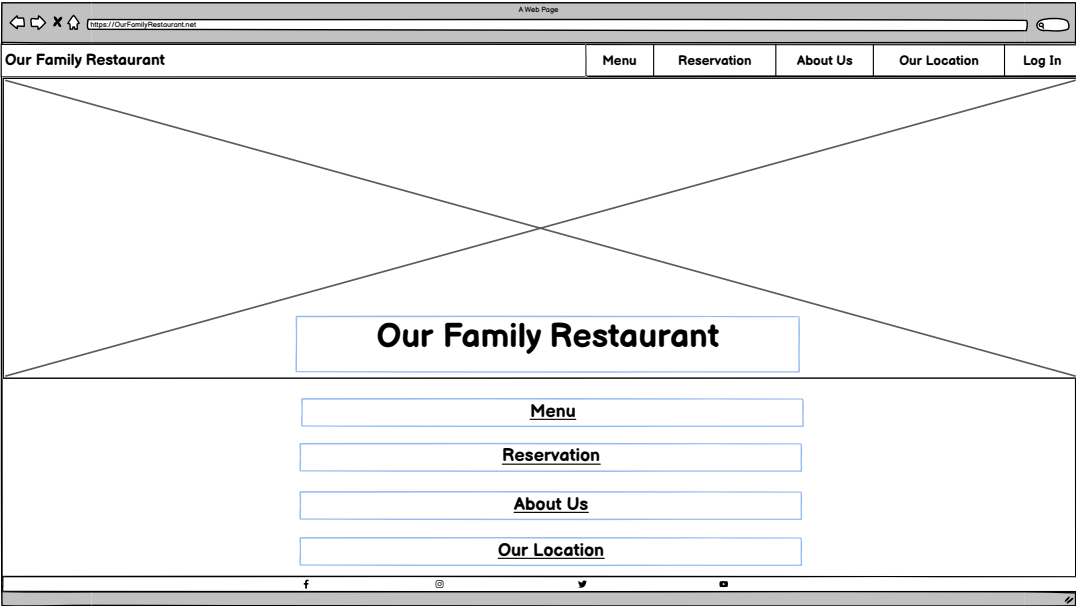 A Web Page
https://OurFamilyRestaurant.net
Our Family Restaurant
Menu
Reservation
About Us
Our Location
Log In
Our Family Restaurant
Menu
Reservation
About Us
Our Location